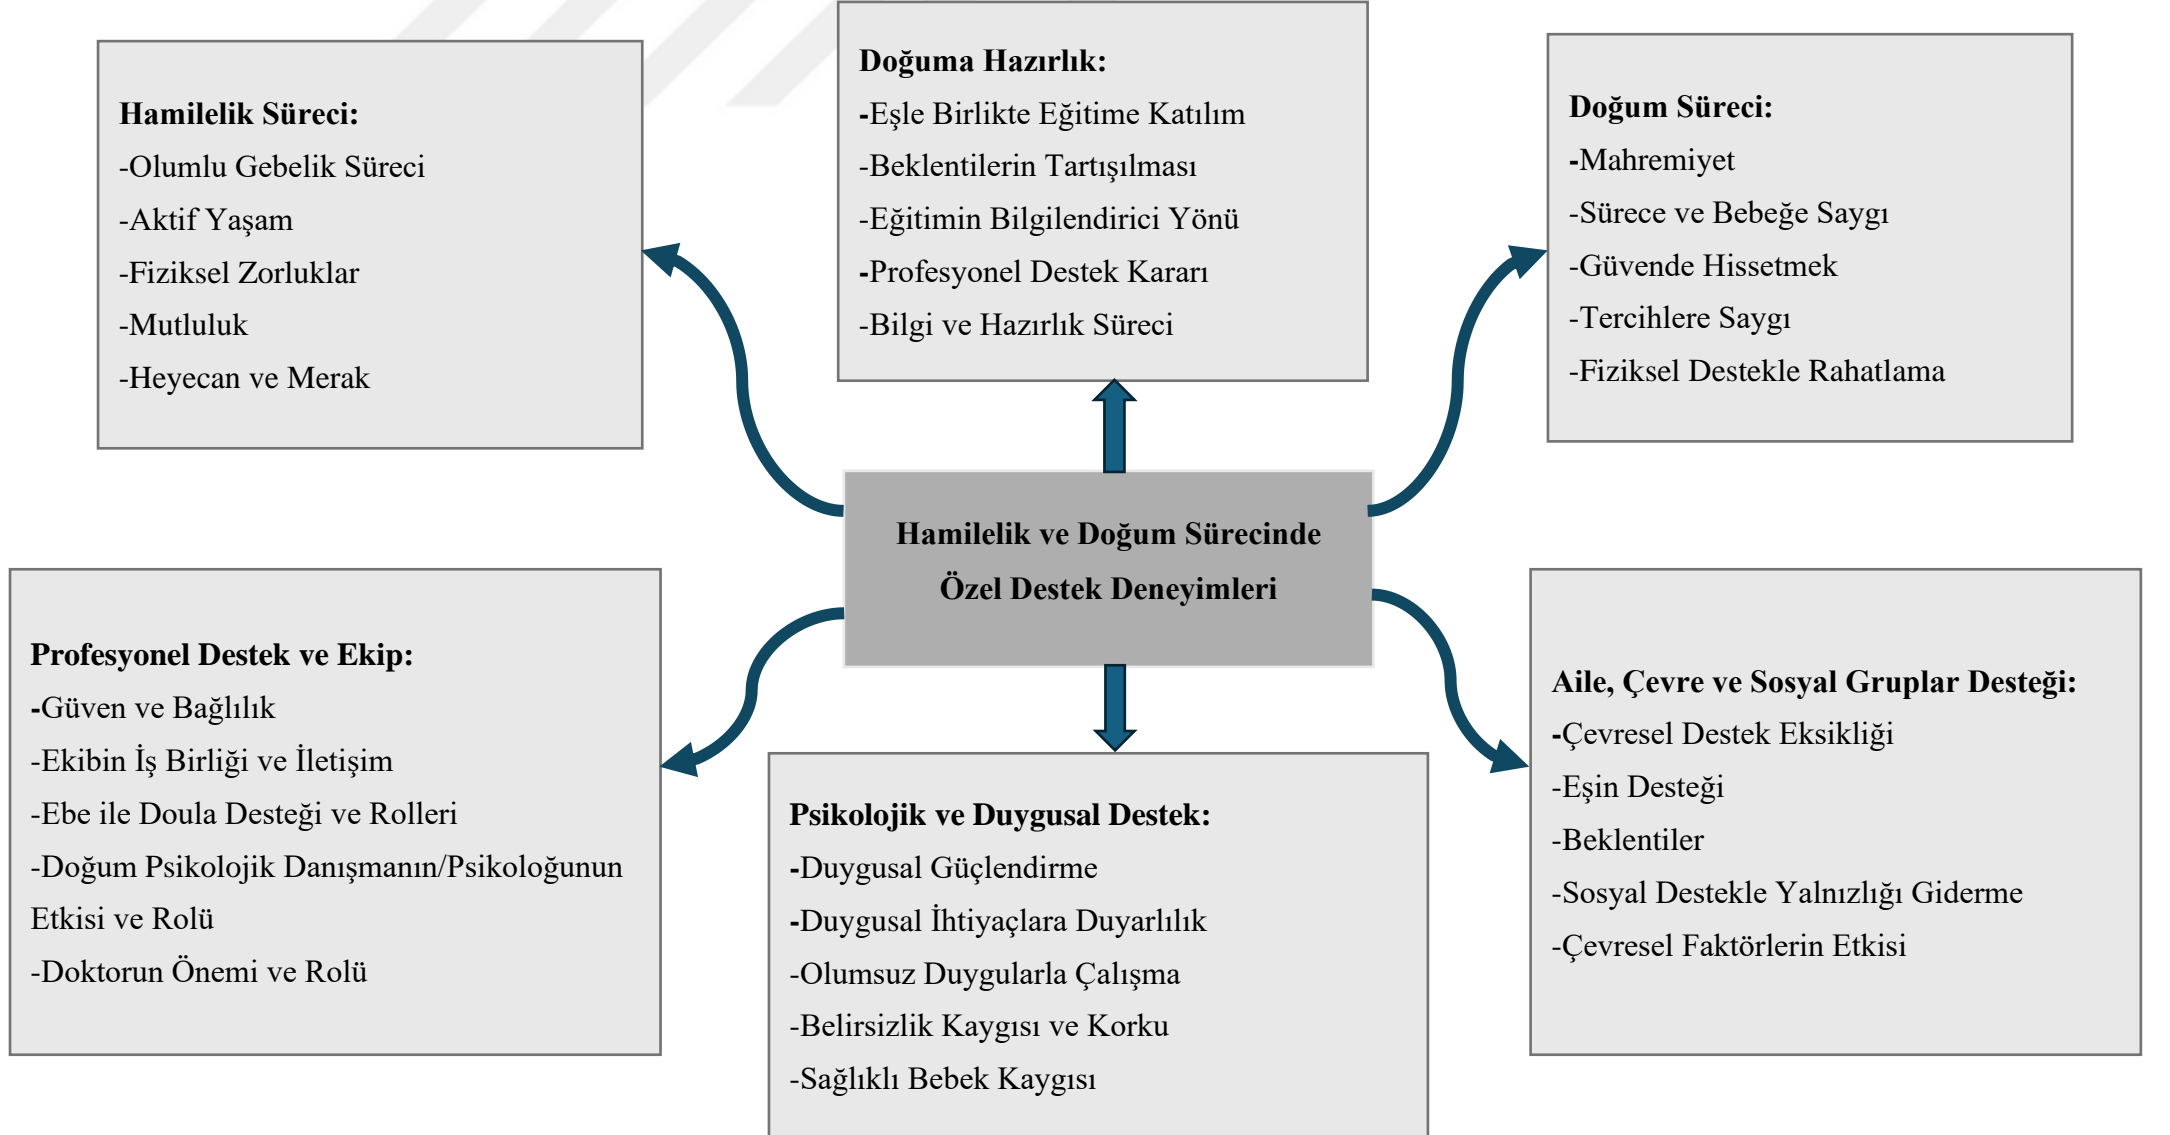 Hamilelik Süreci:
-Olumlu Gebelik Süreci
-Aktif Yaşam
-Fiziksel Zorluklar
-Mutluluk
-Heyecan ve Merak
Doğuma Hazırlık:
-Eşle Birlikte Eğitime Katılım
-Beklentilerin Tartışılması
-Eğitimin Bilgilendirici Yönü
-Profesyonel Destek Kararı
-Bilgi ve Hazırlık Süreci
Doğum Süreci:
-Mahremiyet
-Sürece ve Bebeğe Saygı
-Güvende Hissetmek
-Tercihlere Saygı
-Fiziksel Destekle Rahatlama
Hamilelik ve Doğum Sürecinde
Özel Destek Deneyimleri
Profesyonel Destek ve Ekip:
-Güven ve Bağlılık
-Ekibin İş Birliği ve İletişim
-Ebe ile Doula Desteği ve Rolleri
-Doğum Psikolojik Danışmanın/Psikoloğunun
Etkisi ve Rolü
-Doktorun Önemi ve Rolü
Psikolojik ve Duygusal Destek:
-Duygusal Güçlendirme
-Duygusal İhtiyaçlara Duyarlılık
-Olumsuz Duygularla Çalışma
-Belirsizlik Kaygısı ve Korku
-Sağlıklı Bebek Kaygısı
Aile, Çevre ve Sosyal Gruplar Desteği:
-Çevresel Destek Eksikliği
-Eşin Desteği
-Beklentiler
-Sosyal Destekle Yalnızlığı Giderme
-Çevresel Faktörlerin Etkisi